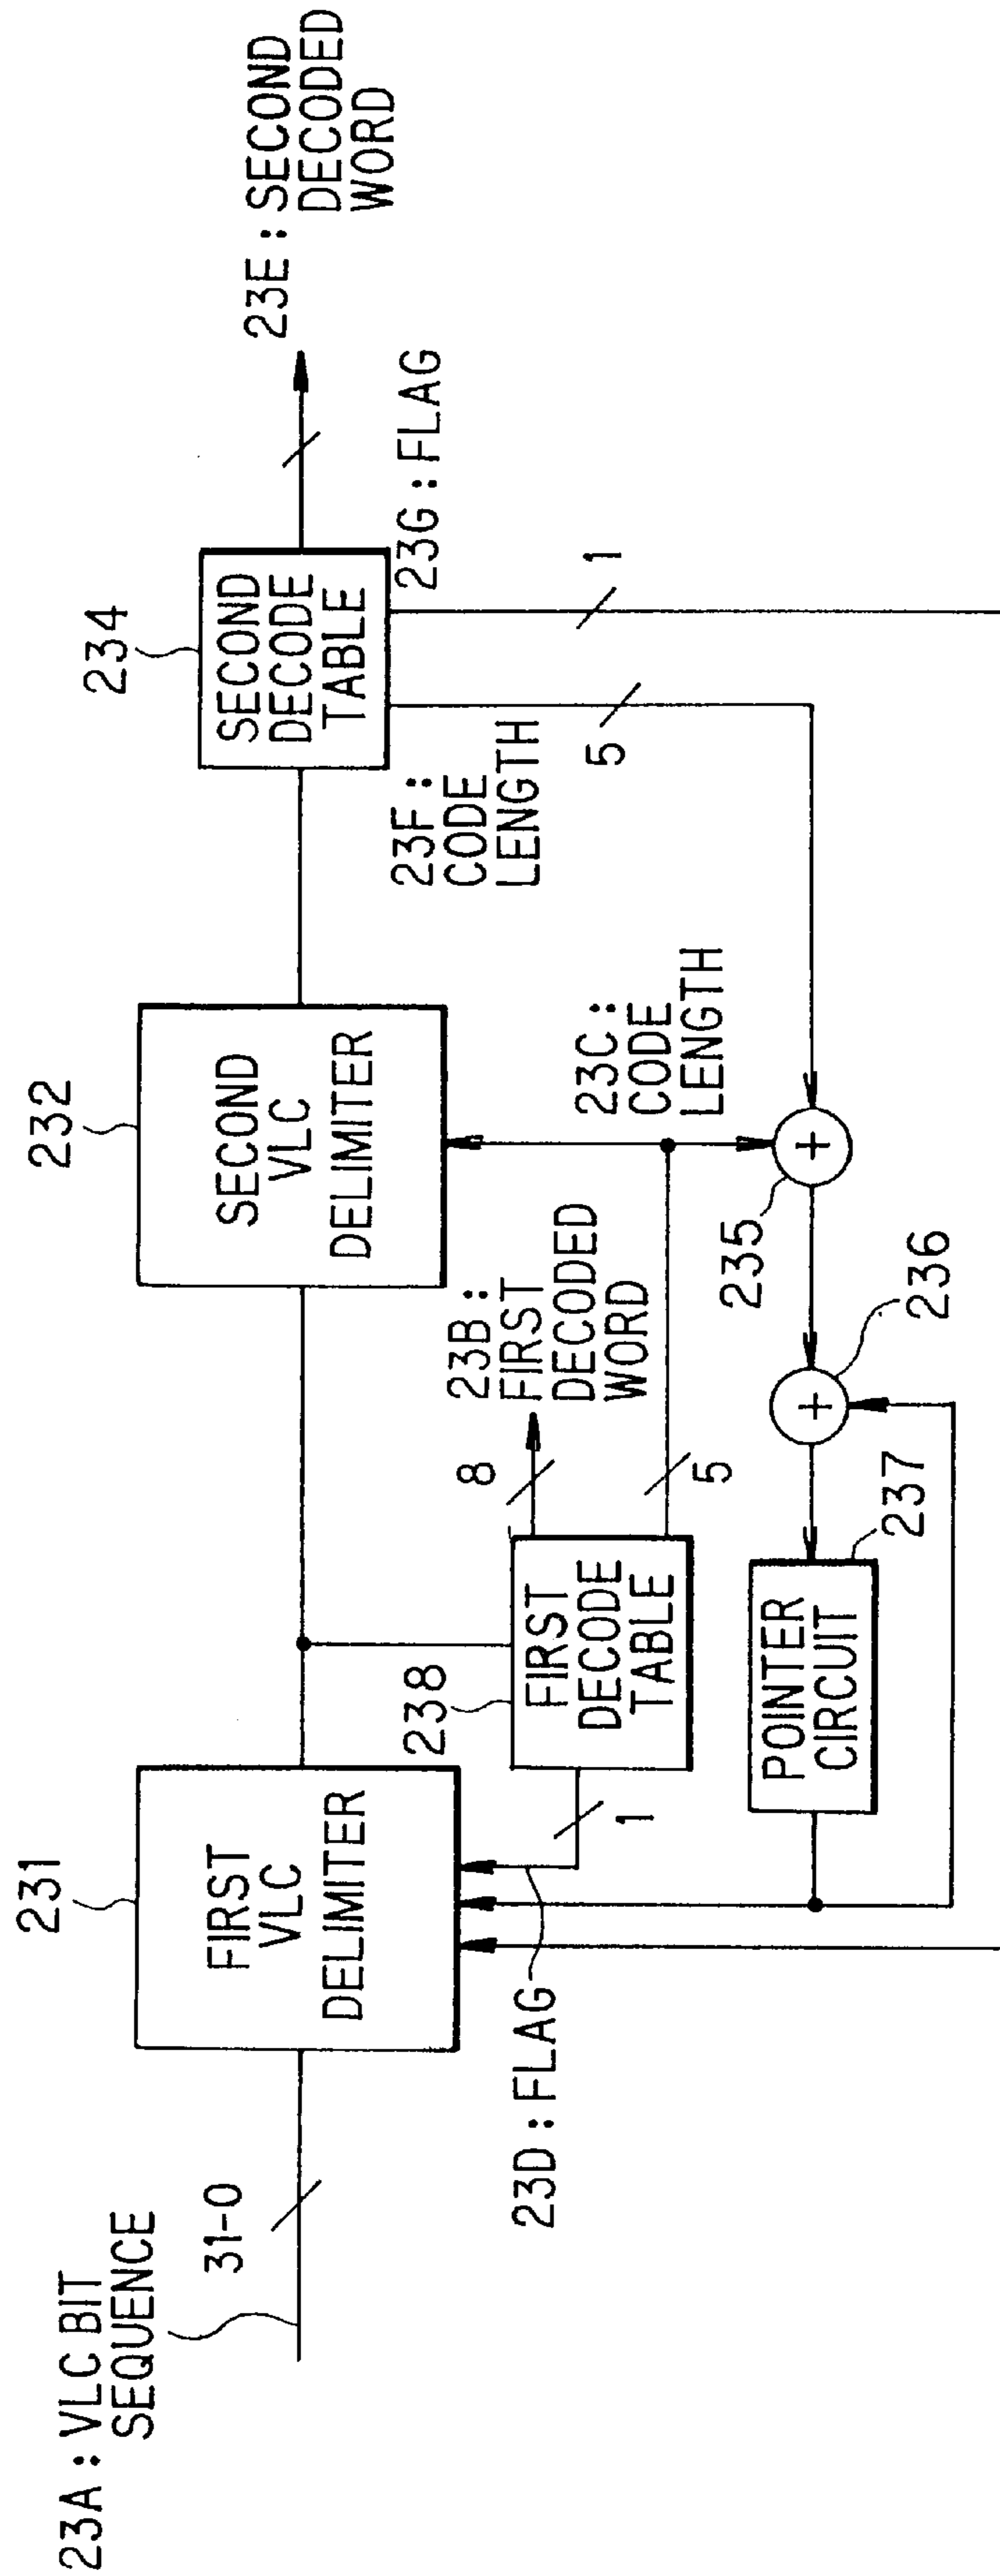 23A : VLC BIT
SEQUENCE
31-0
231
FIRST
VLC
DELIMITER
23D : FLAG
1
238
FIRST
DECODE
TABLE
8
23B :
FIRST
DECODED
WORD
5
232
SECOND
VLC
DELIMITER
23C :
CODE
LENGTH
234
SECOND
DECODE
TABLE
23E : SECOND
DECODED
WORD
23F :
CODE
LENGTH
5
23G : FLAG
1
+
235
+
236
POINTER
CIRCUIT
237